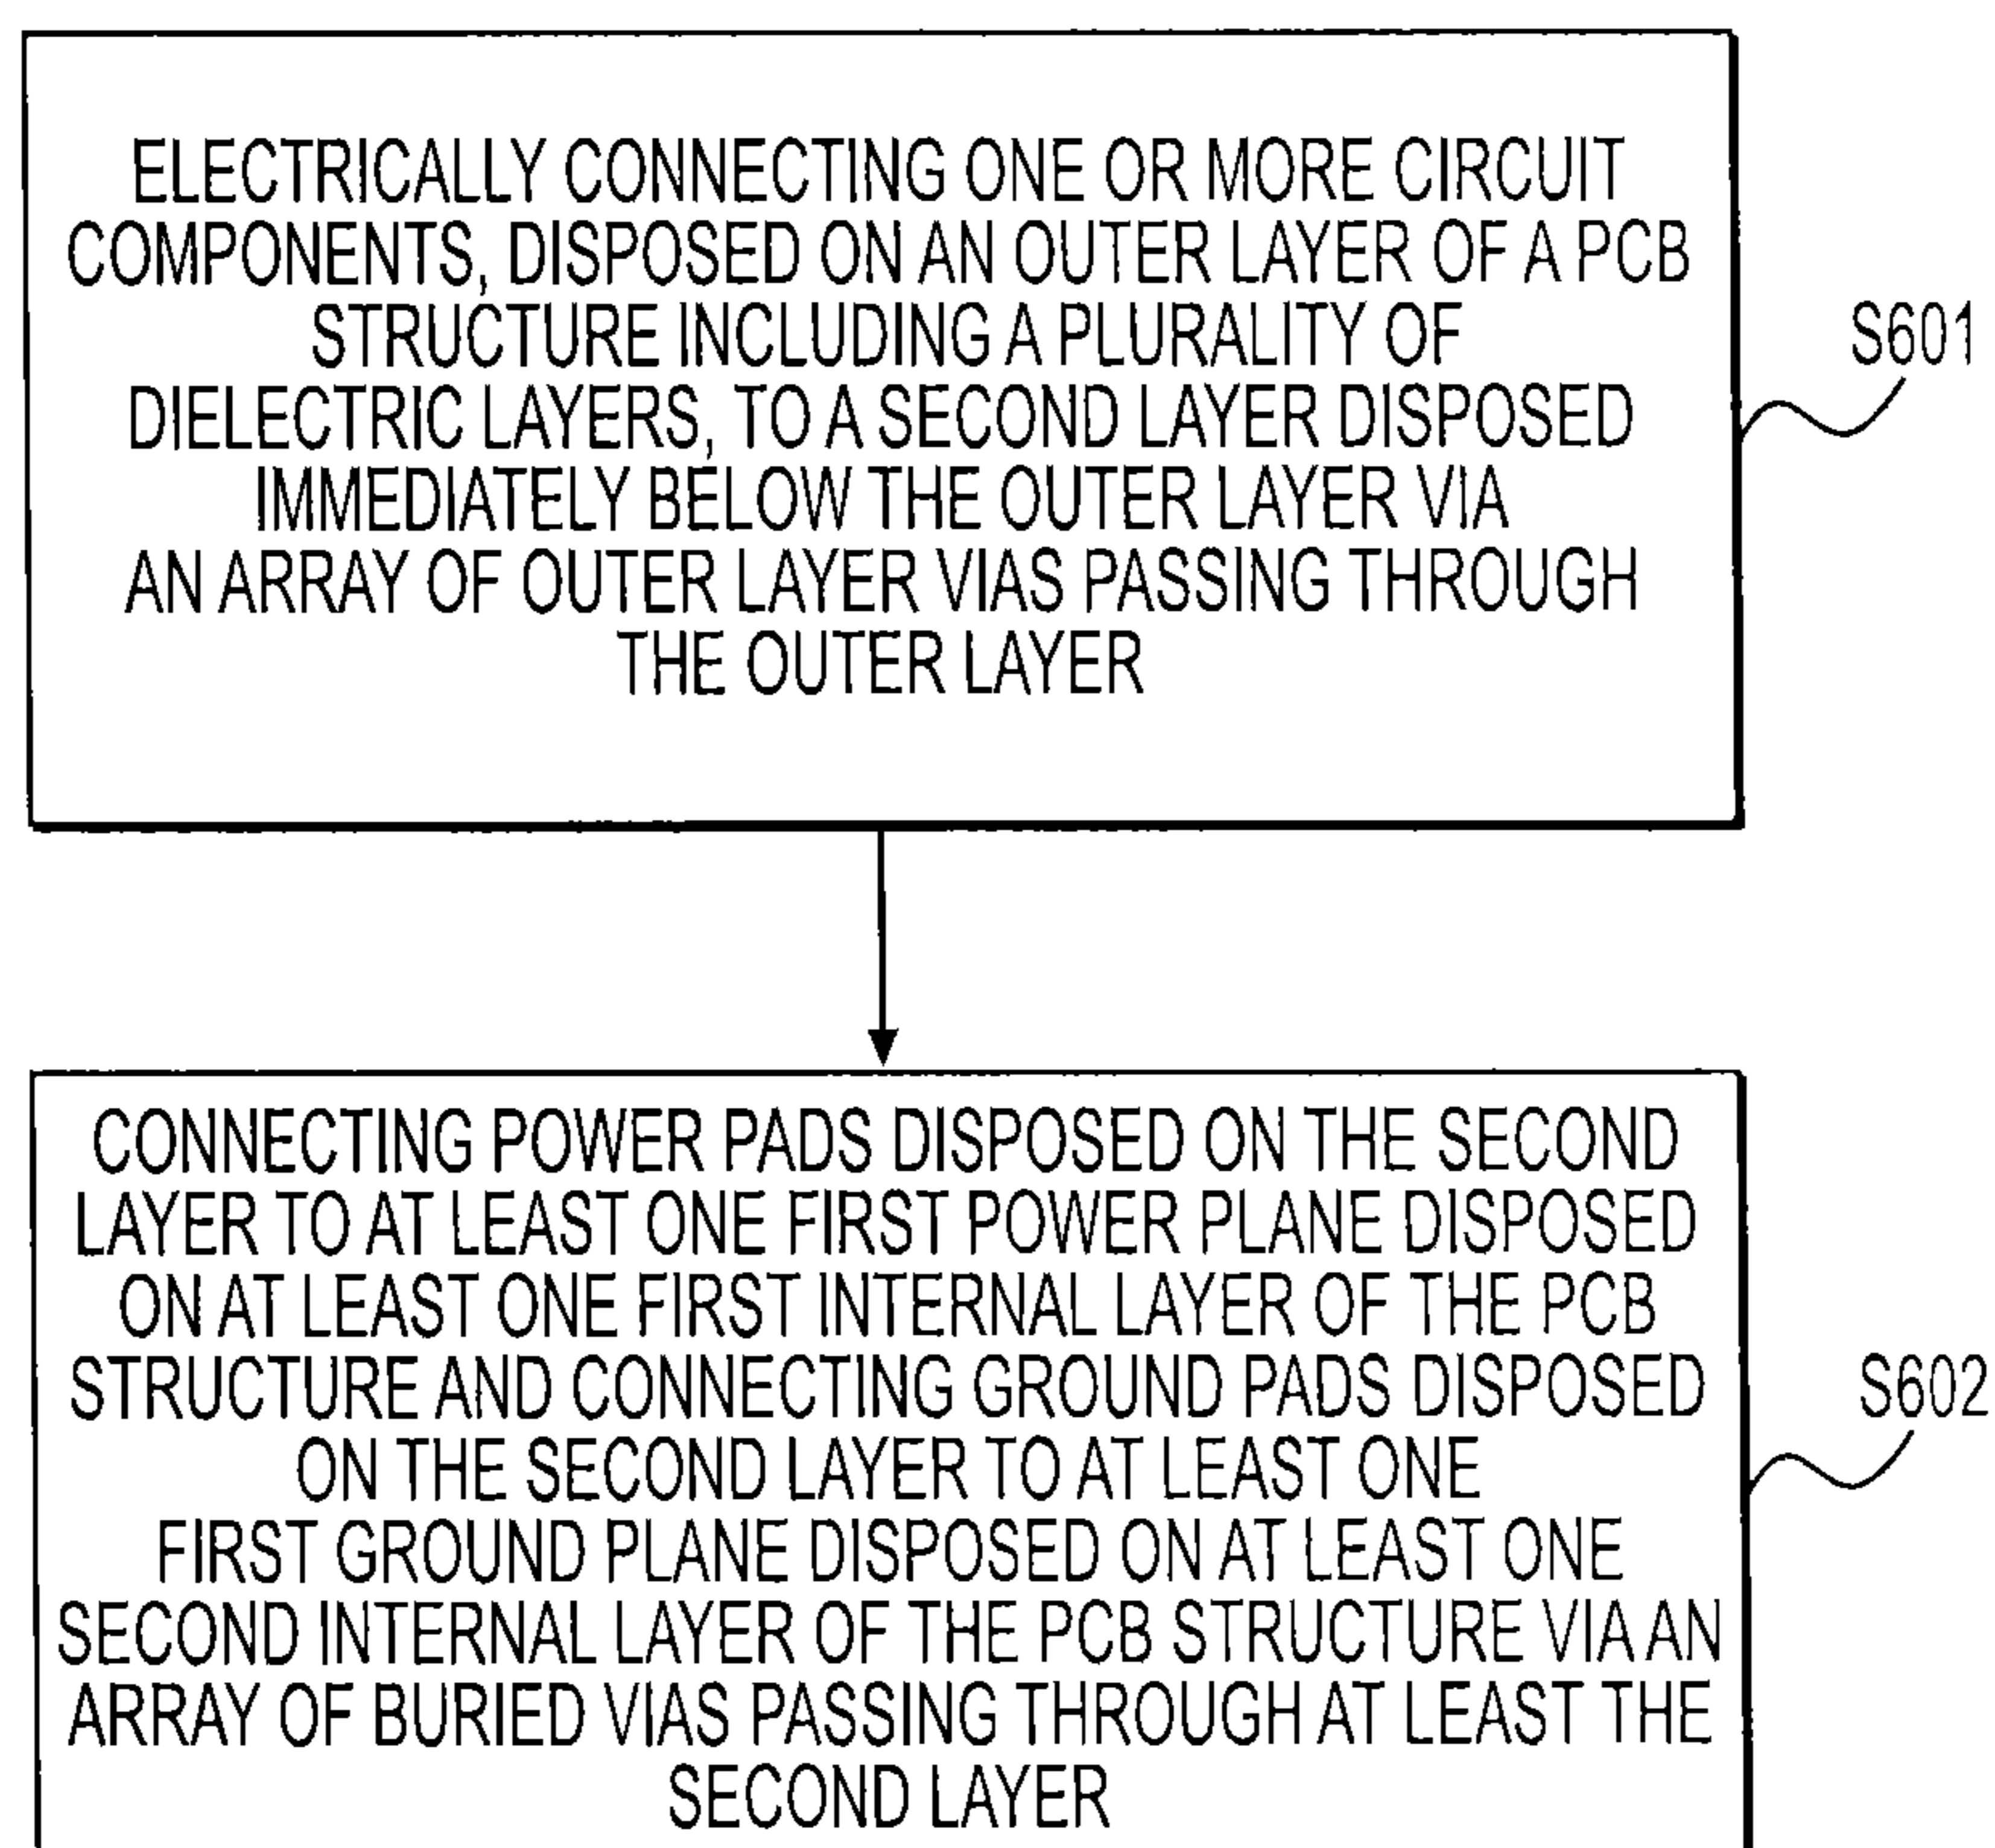 ELECTRICALLY CONNECTING ONE OR MORE CIRCUIT
COMPONENTS, DISPOSED ON AN OUTER LAYER OF A PCB
STRUCTURE INCLUDING A PLURALITY OF
DIELECTRIC LAYERS, TO A SECOND LAYER DISPOSED
IMMEDIATELY BELOW THE OUTER LAYER VIA
AN ARRAY OF OUTER LAYER VIAS PASSING THROUGH
THE OUTER LAYER
S601
CONNECTING POWER PADS DISPOSED ON THE SECOND
LAYER TO AT LEAST ONE FIRST POWER PLANE DISPOSED
ON AT LEAST ONE FIRST INTERNAL LAYER OF THE PCB
STRUCTURE AND CONNECTING GROUND PADS DISPOSED
ON THE SECOND LAYER TO AT LEAST ONE
FIRST GROUND PLANE DISPOSED ON AT LEAST ONE
SECOND INTERNAL LAYER OF THE PCB STRUCTURE VIA AN
ARRAY OF BURIED VIAS PASSING THROUGH AT LEAST THE
SECOND LAYER
S602